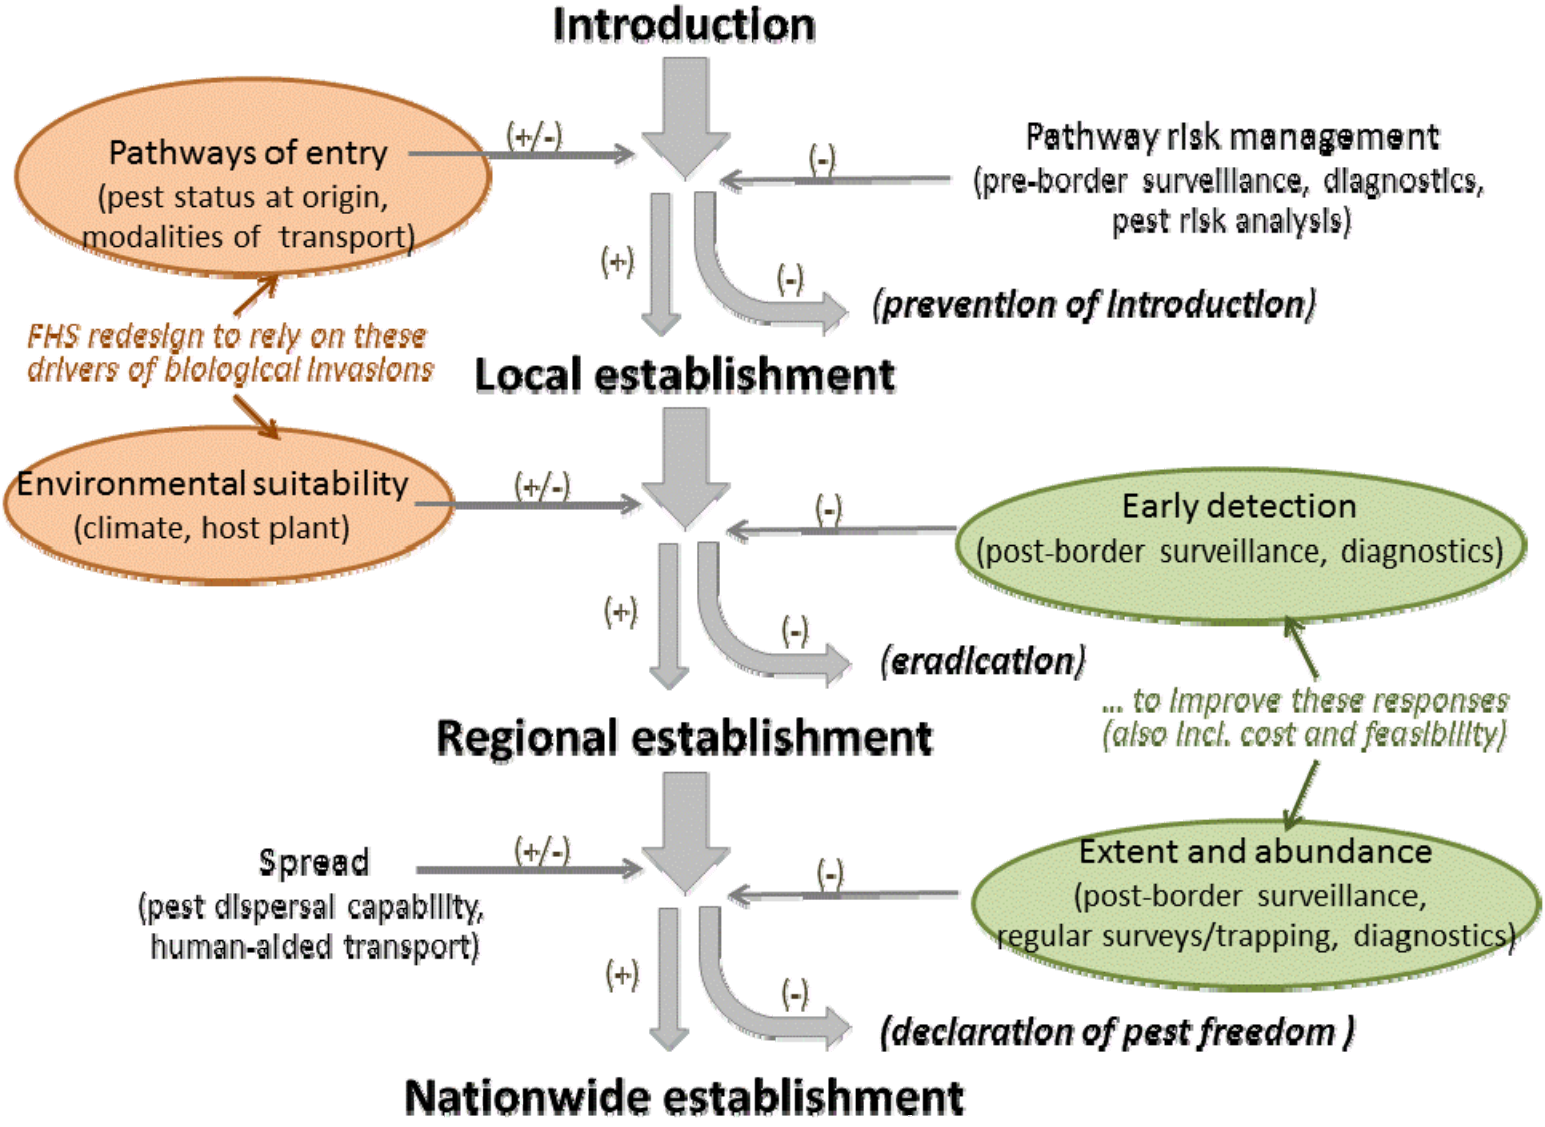 Introduction
Pathways of entry
(pest status at origin,
modalities of transport)
(+/-)
(-)
Pathway risk management
(pre-border surveillance, diagnostics,
pest risk analysis)
(+)
(-)
(prevention of introduction)
FHS redesign to rely on these
drivers of biological invasions
Local establishment
Environmental suitability
(climate, host plant)
(+/-)
(-)
Early detection
(post-border surveillance, diagnostics)
(+)
(-)
(eradication)
... to improve these responses
(also incl. cost and feasibility)
Regional establishment
Spread
(pest dispersal capability,
human-aided transport)
(+/-)
(-)
Extent and abundance
(post-border surveillance,
regular surveys/trapping, diagnostics)
(+)
(-)
(declaration of pest freedom )
Nationwide establishment